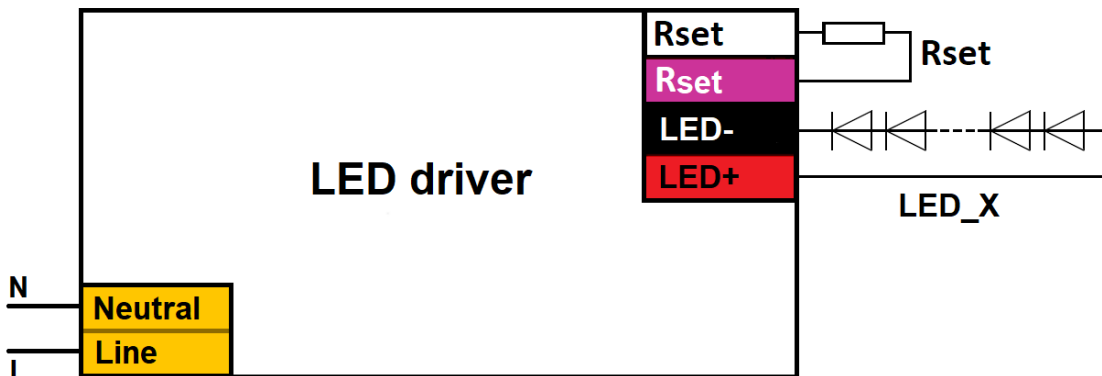 Rset
Rset
Rset
LED-
LED driver
LED+
LED_X
N
Neutral
Line
L